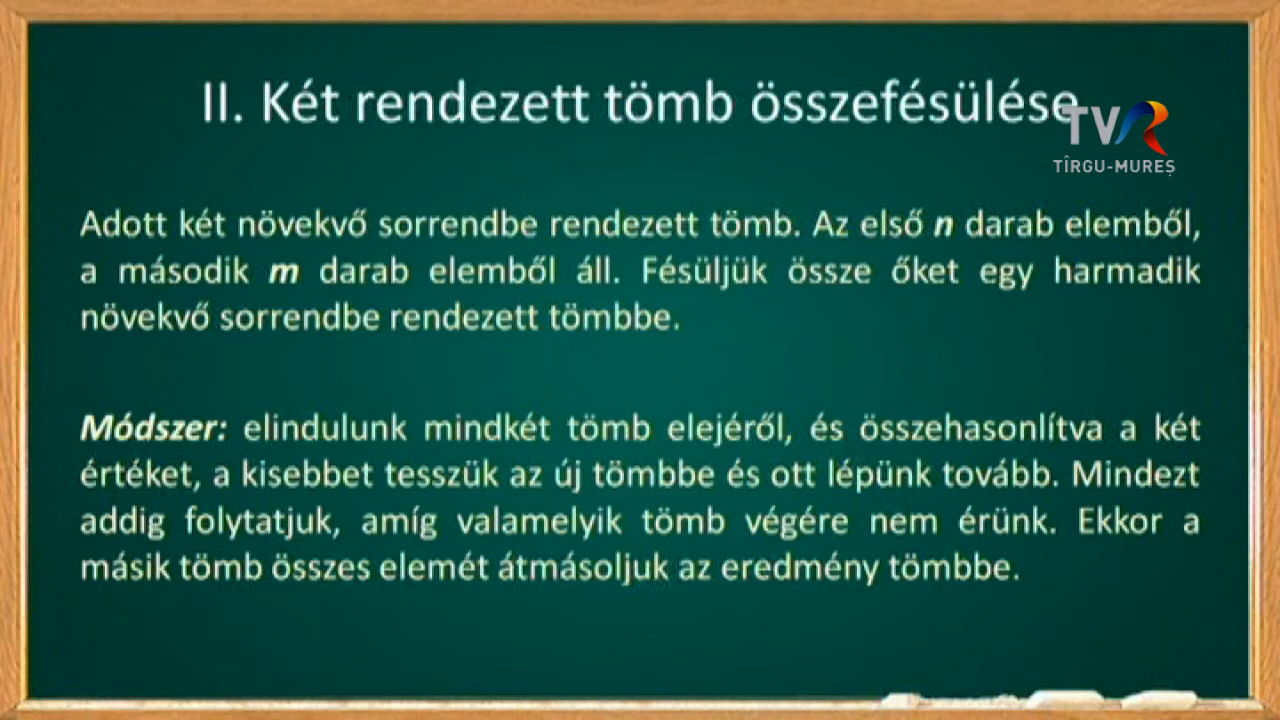 II. Két rendezett tömb összefésülése
TVR
TÎRGU-MUREȘ
Adott két növekvő sorrendbe rendezett tömb. Az első n darab elemből,
a második m darab elemből áll. Fésüljük össze őket egy harmadik
növekvő sorrendbe rendezett tömbbe.
Módszer: elindulunk mindkét tömb elejéről, és összehasonlítva a két
értéket, a kisebbet tesszük az új tömbbe és ott lépünk tovább. Mindezt
addig folytatjuk, amíg valamelyik tömb végére nem érünk. Ekkor a
másik tömb összes elemét átmásoljuk az eredmény tömbbe.